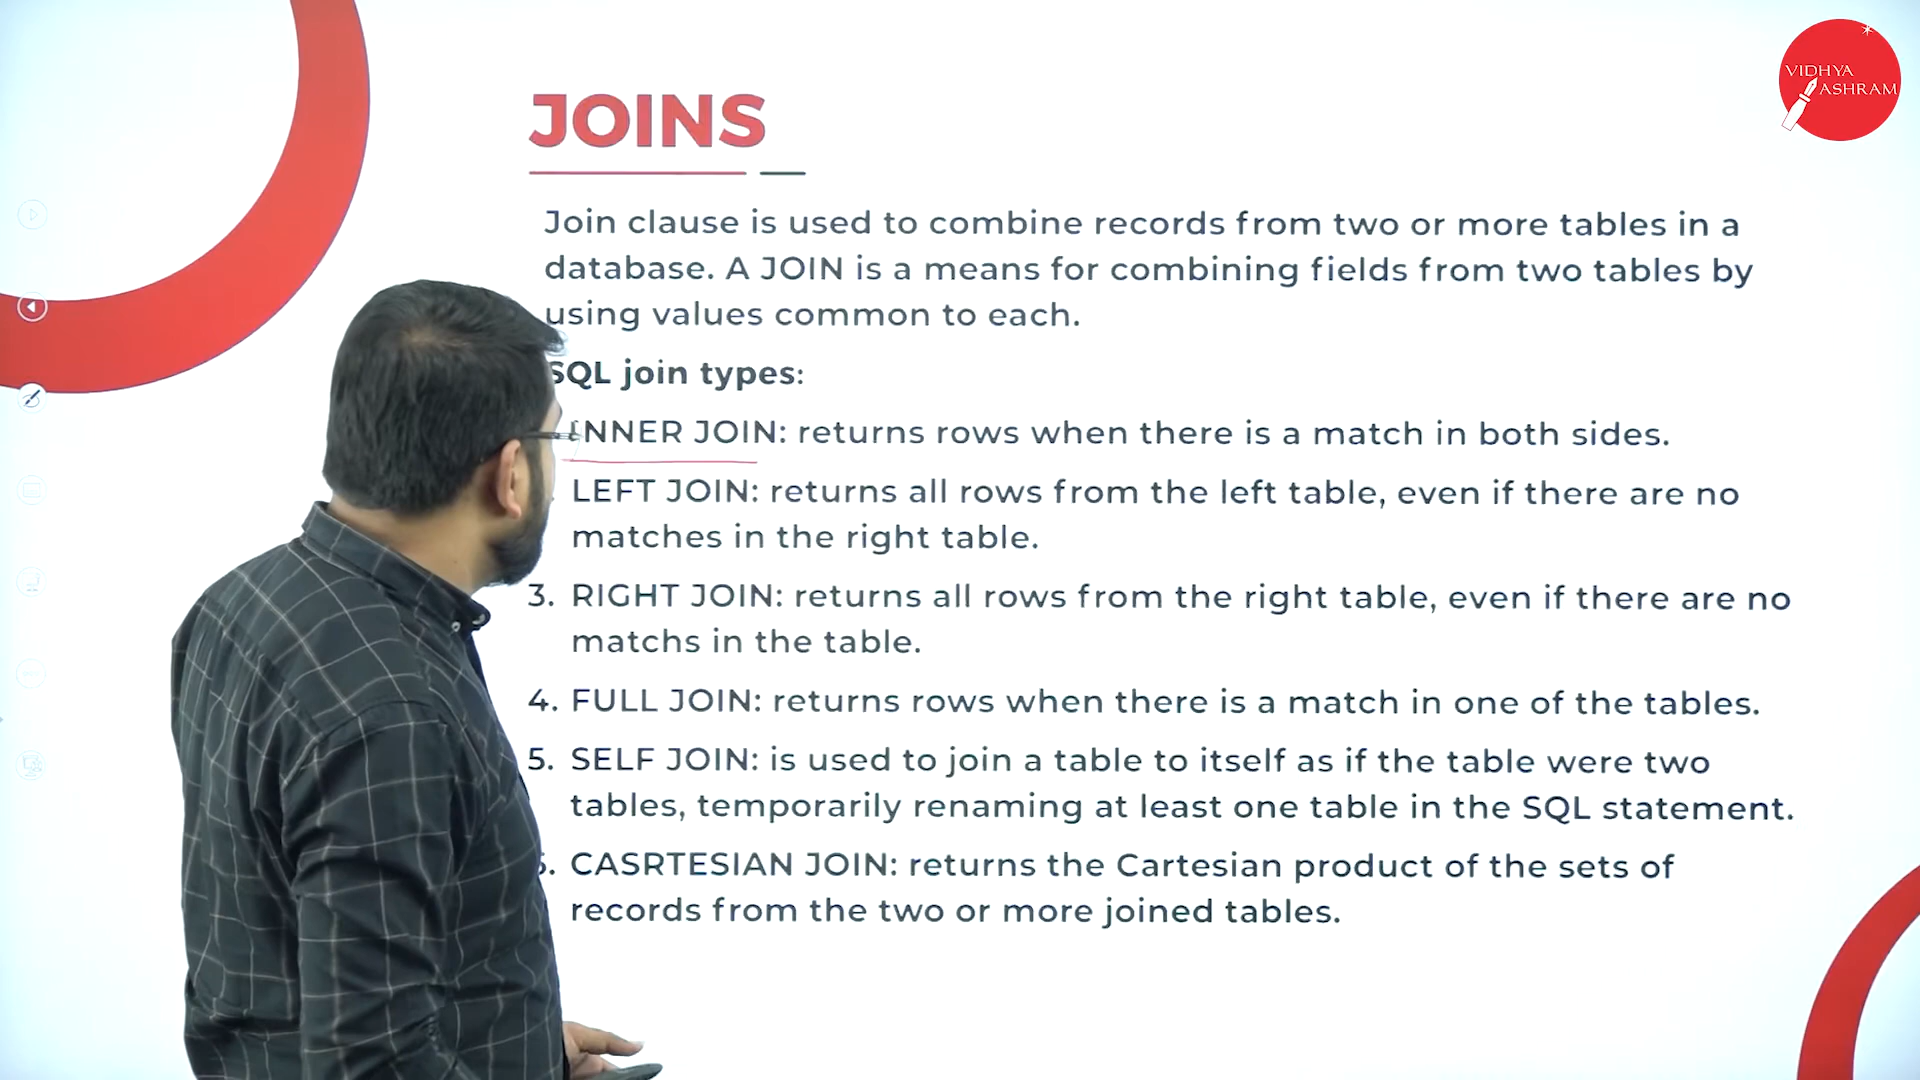 VIDHYA
ASHRAM
JOINS
Join clause is used to combine records from two or more tables in a
database. A JOIN is a means for combining fields from two tables by
using values common to each.
SQL join types:
INNER JOIN: returns rows when there is a match in both sides.
LEFT JOIN: returns all rows from the left table, even if there are no
matches in the right table.
3. RIGHT JOIN: returns all rows from the right table, even if there are no
matchs in the table.
4. FULL JOIN: returns rows when there is a match in one of the tables.
5. SELF JOIN: is used to join a table to itself as if the table were two
tables, temporarily renaming at least one table in the SQL statement.
6. CASRTESIAN JOIN: returns the Cartesian product of the sets of
records from the two or more joined tables.